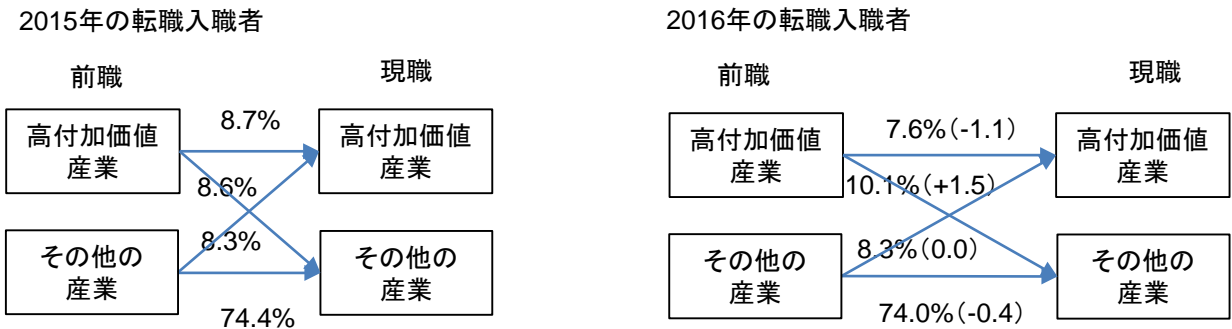 2015年の転職入職者
前職
現職
高付加価値
産業
8.7%
高付加価値
産業
8.6%
8.3%
その他の
産業
その他の
産業
74.4%
2016年の転職入職者
前職
現職
高付加価値
産業
7.6%(-1.1)
高付加価値
産業
10.1%(+1.5)
8.3%(0.0)
その他の
産業
その他の
産業
74.0%(-0.4)